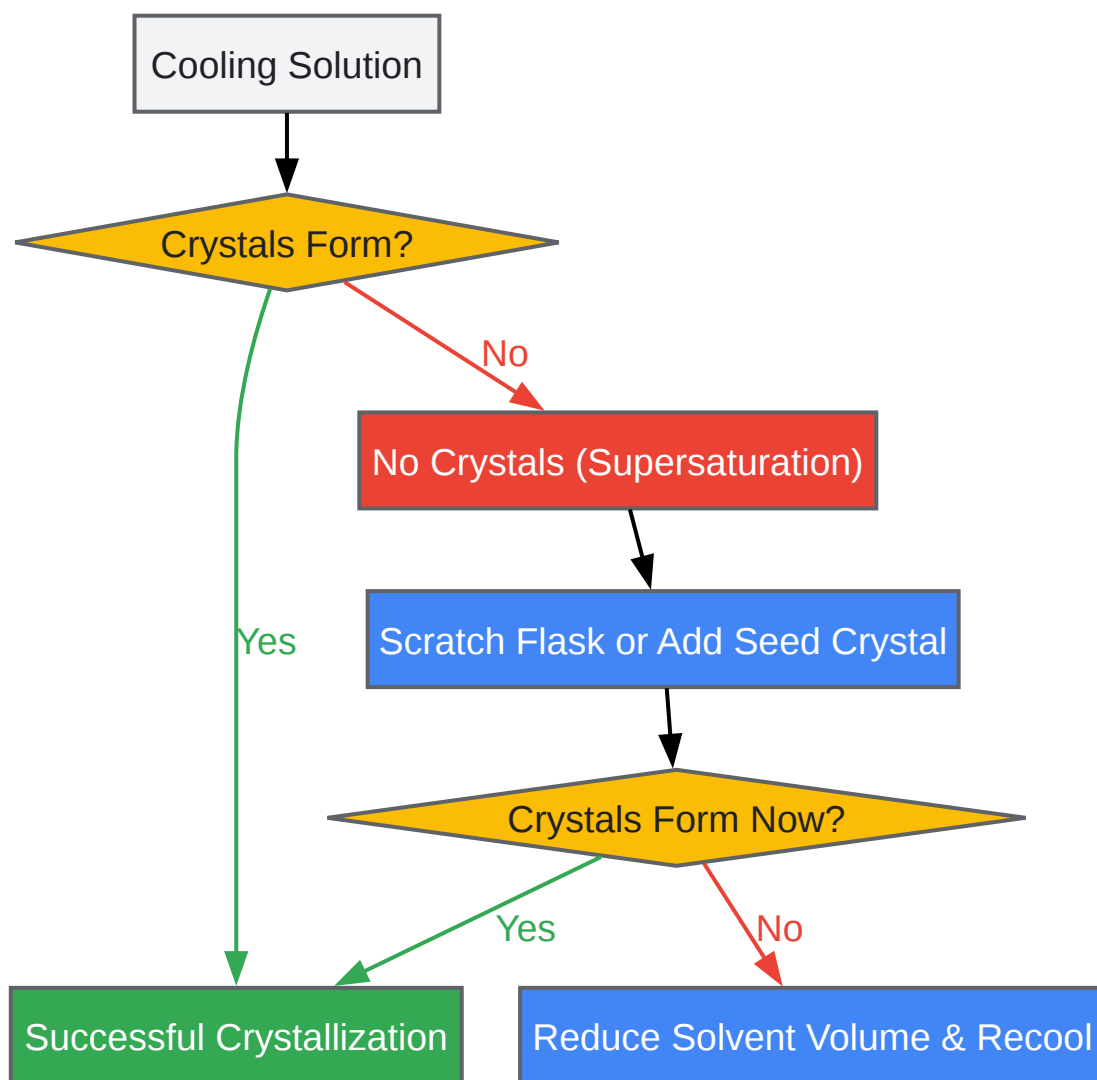 Cooling Solution
Crystals Form?
No
No Crystals (Supersaturation)
Scratch Flask or Add Seed Crystal
Yes
Crystals Form Now?
Yes
No
Successful Crystallization
Reduce Solvent Volume & Recool